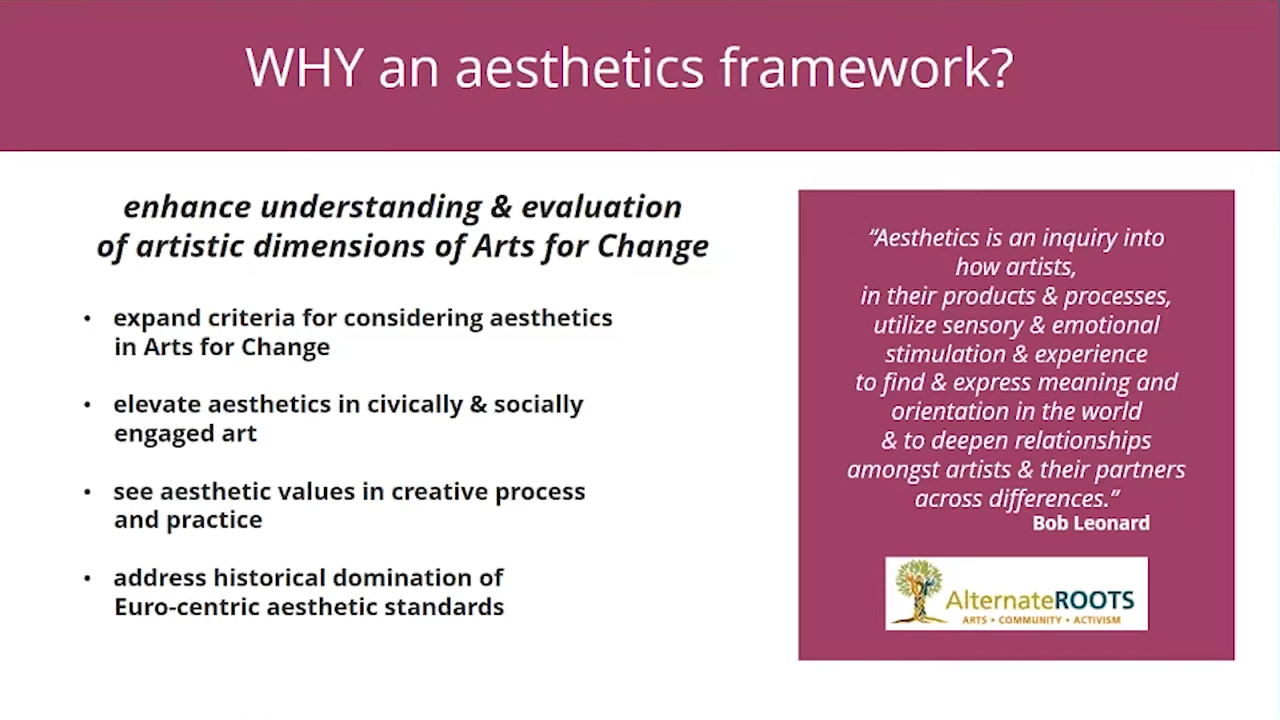 WHY an aesthetics framework?
enhance understanding & evaluation
of artistic dimensions of Arts for Change
• expand criteria for considering aesthetics
in Arts for Change
• elevate aesthetics in civically & socially
engaged art
• see aesthetic values in creative process
and practice
• address historical domination of
Euro-centric aesthetic standards
“Aesthetics is an inquiry into
how artists,
in their products & processes,
utilize sensory & emotional
stimulation & experience
to find & express meaning and
orientation in the world
& to deepen relationships
amongst artists & their partners
across differences.”
Bob Leonard
AlternateROOTS
ARTS • COMMUNITY • ACTIVISM